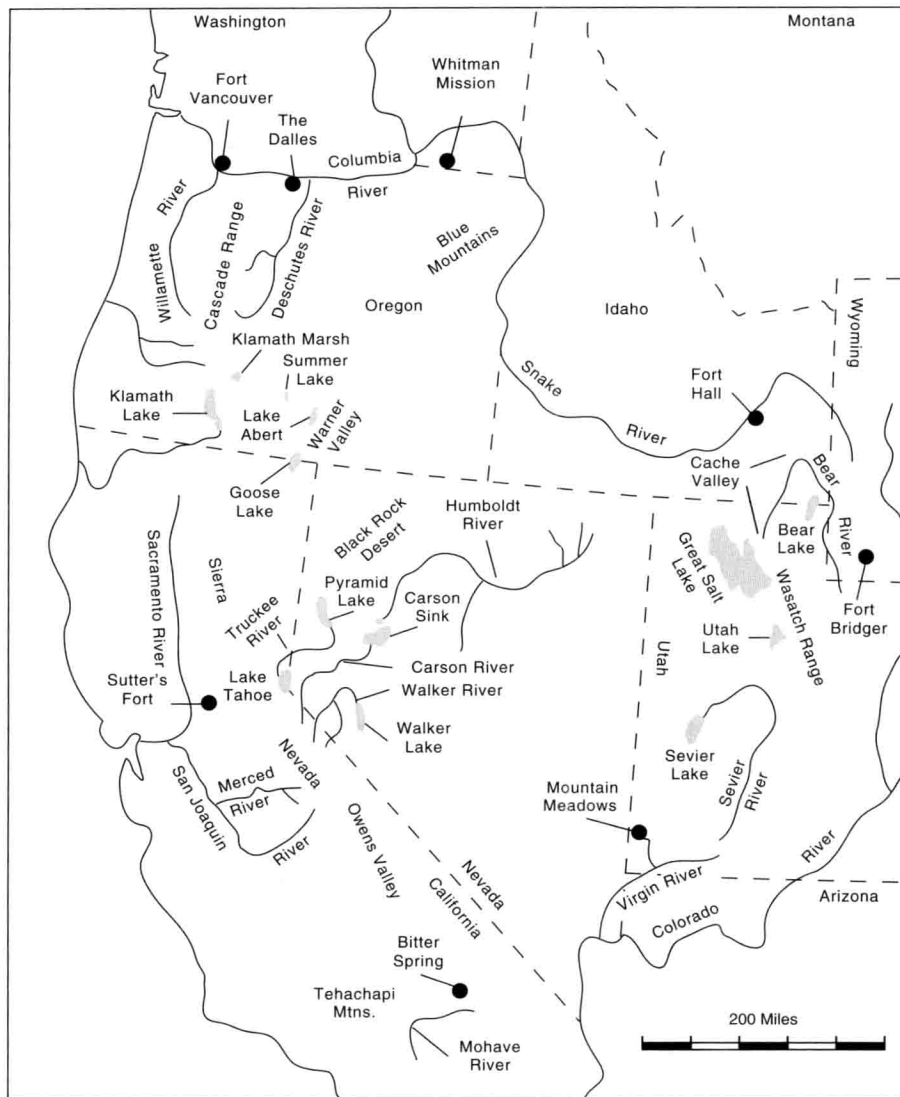 Washington
Montana
Whitman
Mission
Fort
Vancouver
The
Dalles
Columbia
River
Willamette
River
Cascade Range
Deschutes River
Blue
Mountains
Oregon
Idaho
Wyoming
Klamath Marsh
Summer
Lake
Klamath
Lake
Lake
Abert
Warner
Valley
Snake
River
Fort
Hall
Goose
Lake
Cache
Valley
Bear
River
Humboldt
River
Black Rock
Desert
Bear
Lake
Great Salt
Lake
Wasatch Range
Fort
Bridger
Sacramento River
Sierra
Nevada
Pyramid
Lake
Carson
Sink
Truckee
River
Utah
Lake
Utah
Carson River
Walker River
Lake
Tahoe
Sutter's
Fort
Walker
Lake
Sevier
Lake
Sevier
River
San Joaquin
River
Merced
River
Mountain
Meadows
Owens Valley
Nevada
California
Virgin River
Colorado
River
Arizona
Bitter
Spring
Tehachapi
Mtns.
Mohave
River
200 Miles